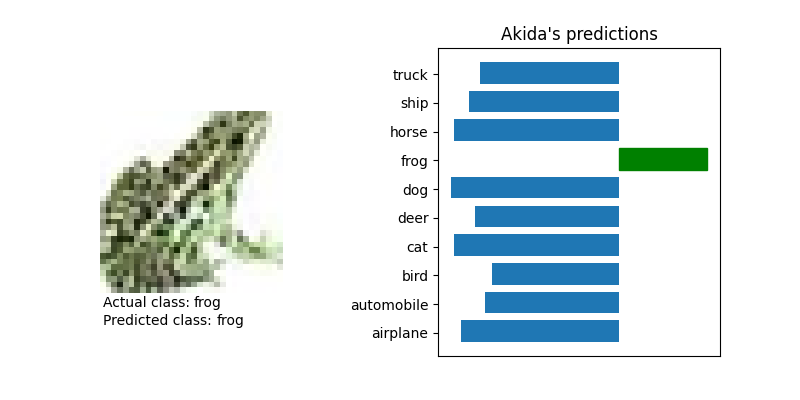 Akida's predictions
truck
ship
horse
frog
dog
deer
cat
bird
automobile
airplane
Actual class: frog
Predicted class: frog